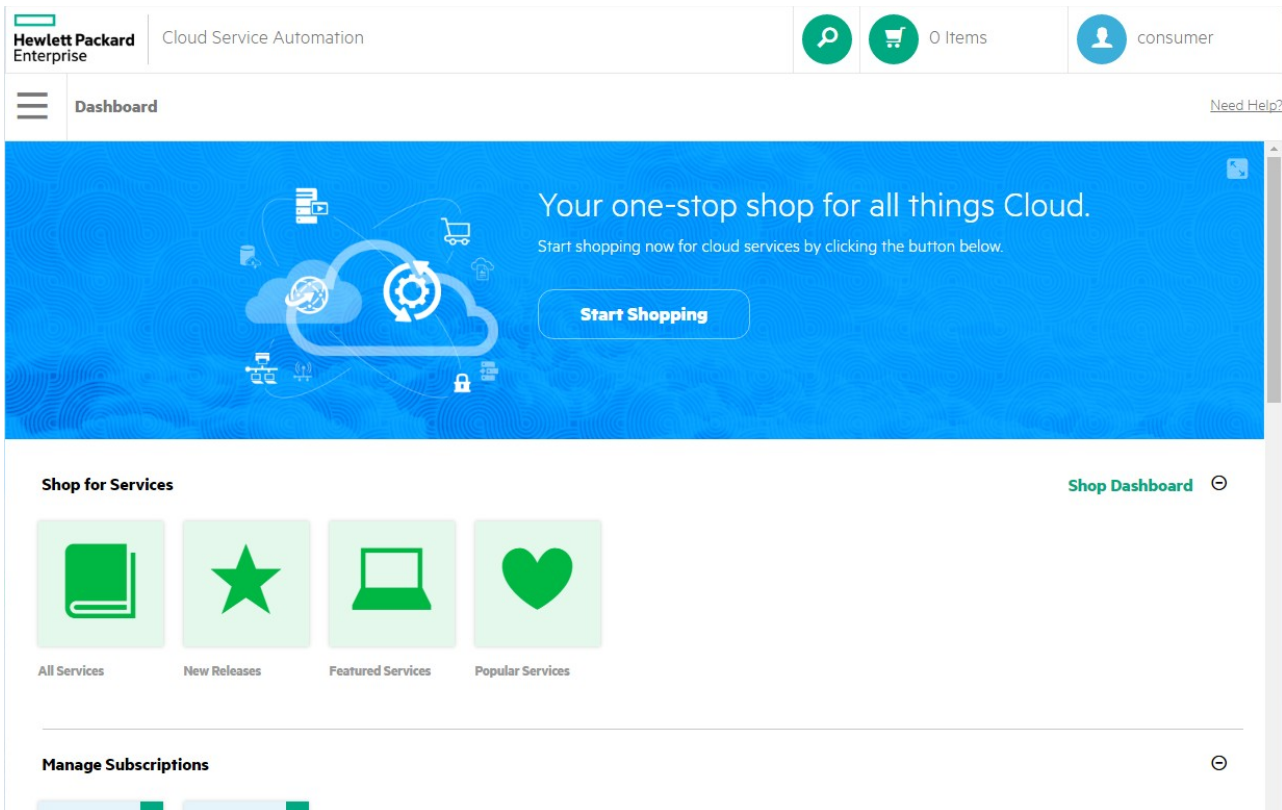 Hewlett Packard
Enterprise
Cloud Service Automation
0 Items
consumer
Dashboard
Need Help?
Your one-stop shop for all things Cloud.
Start shopping now for cloud services by clicking the button below.
Start Shopping
Shop for Services
Shop Dashboard
All Services
New Releases
Featured Services
Popular Services
Manage Subscriptions